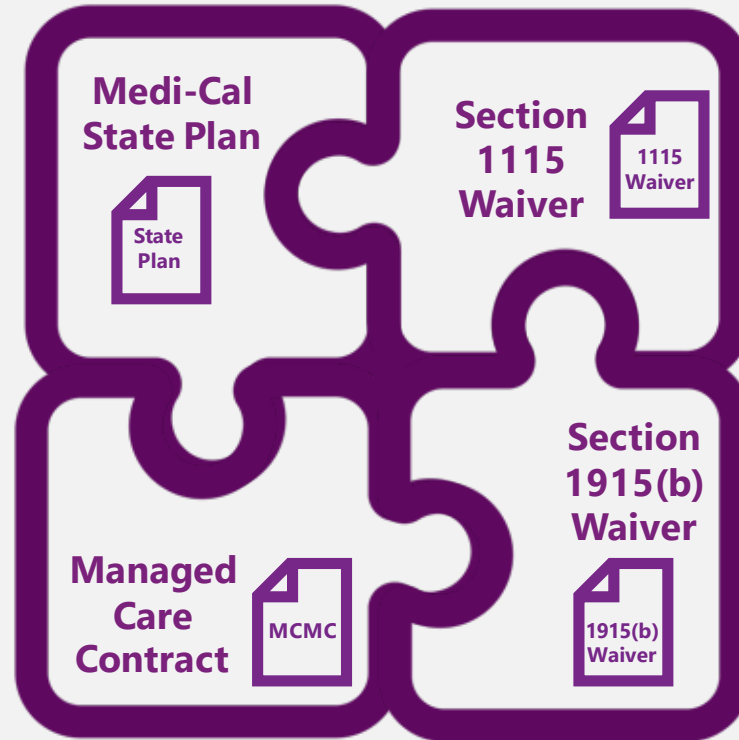 Medi-Cal
State Plan
State
Plan
Section
1115
Waiver
1115
Waiver
Managed
Care
Contract
MCMC
Section
1915(b)
Waiver
1915(b)
Waiver